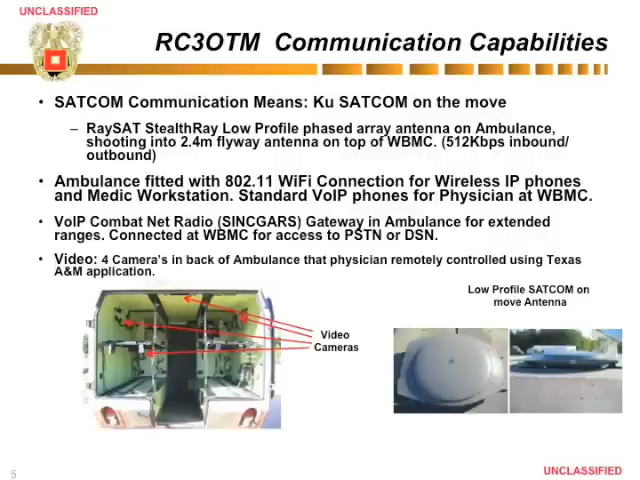 UNCLASSIFIED
RC3OTM Communication Capabilities
• SATCOM Communication Means: Ku SATCOM on the move
– RaySAT StealthRay Low Profile phased array antenna on Ambulance,
shooting into 2.4m flyway antenna on top of WBMC. (512Kbps inbound/
outbound)
• Ambulance fitted with 802.11 WiFi Connection for Wireless IP phones
and Medic Workstation. Standard VoIP phones for Physician at WBMC.
• VoIP Combat Net Radio (SINCGARS) Gateway in Ambulance for extended
ranges. Connected at WBMC for access to PSTN or DSN.
• Video: 4 Camera's in back of Ambulance that physician remotely controlled using Texas
A&M application.
Low Profile SATCOM on
move Antenna
Video
Cameras
5
UNCLASSIFIED